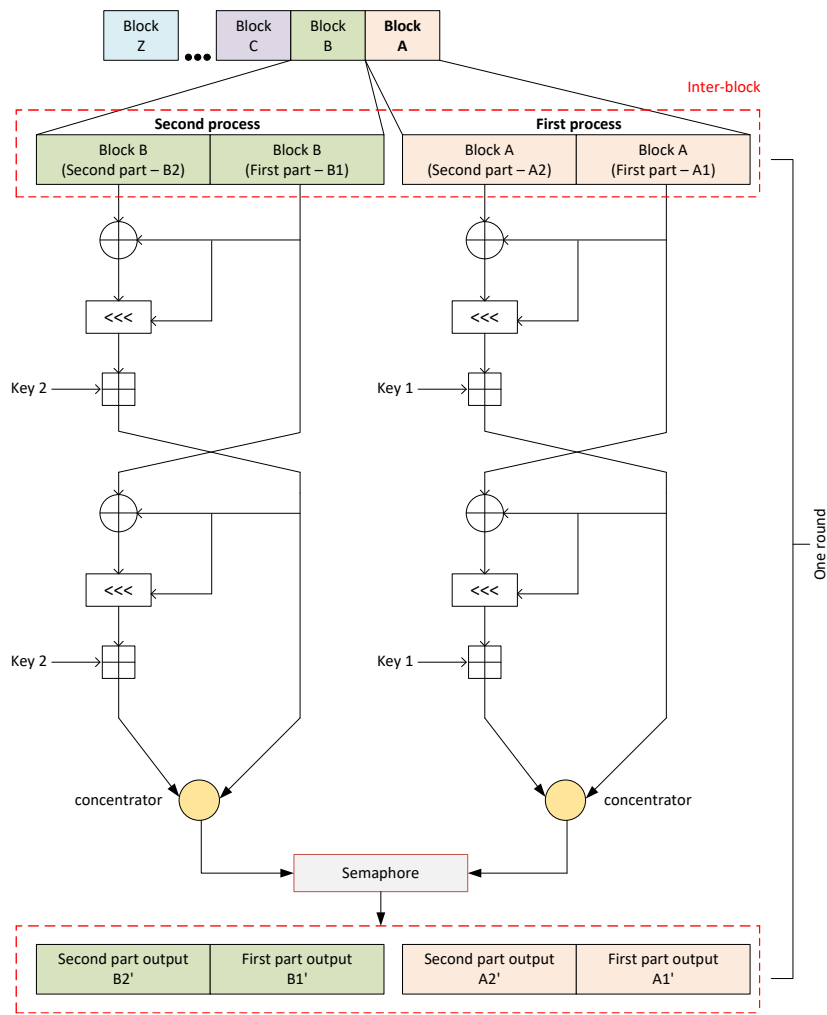 Block
Z
Block
C
Block
B
Block
A
Inter-block
Second process
First process
Block B
(Second part – B2)
Block B
(First part – B1)
Block A
(Second part – A2)
Block A
(First part – A1)
<<<
<<<
Key 2
Key 1
<<<
<<<
One round
Key 2
Key 1
concentrator
concentrator
Semaphore
Second part output
B2'
First part output
B1'
Second part output
A2'
First part output
A1'